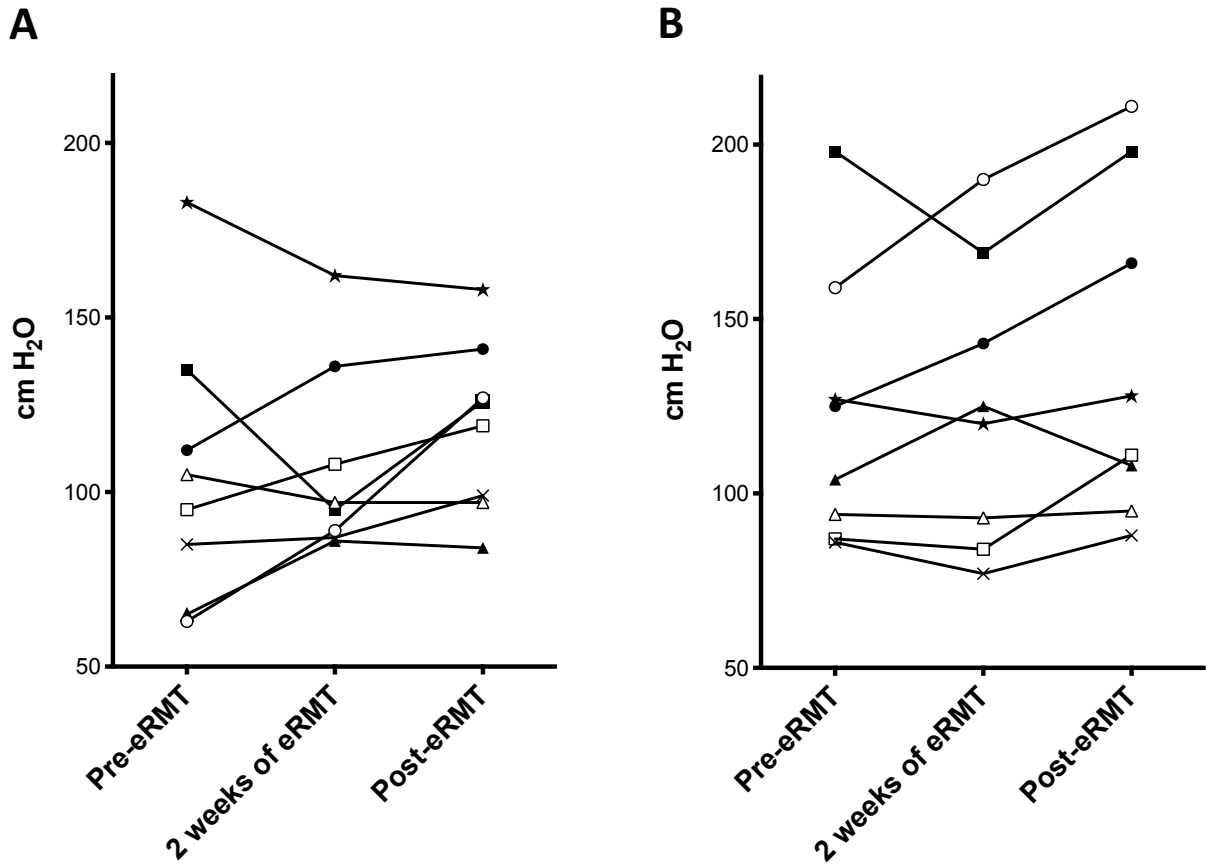 A
200
150
100
50
cm H₂O
Pre-eRMT
2 weeks of eRMT
Post-eRMT
B
200
150
100
50
cm H₂O
Pre-eRMT
2 weeks of eRMT
Post-eRMT